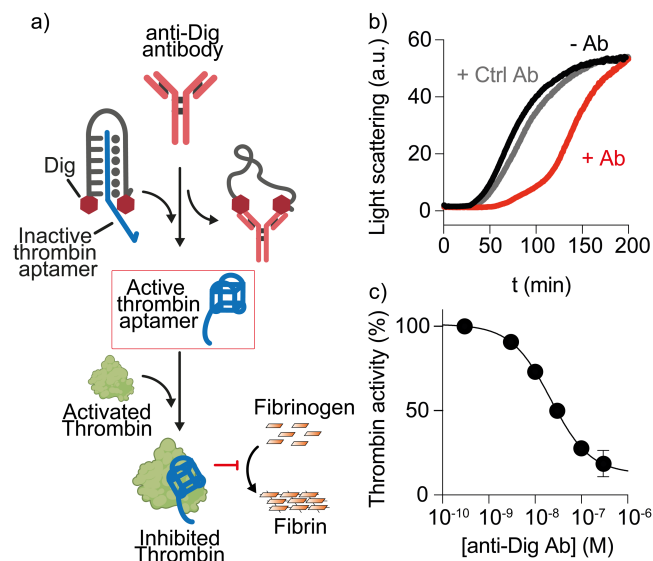 a)
anti-Dig
antibody
Dig
Inactive
thrombin
aptamer
Active
thrombin
aptamer
Activated
Thrombin
Fibrinogen
Inhibited
Thrombin
Fibrin
b)
- Ab
+ Ctrl Ab
+ Ab
Light scattering (a.u.)
60
40
20
0
0 50 100 150 200
t (min)
c)
Thrombin activity (%)
100
50
0
10⁻¹⁰ 10⁻⁹ 10⁻⁸ 10⁻⁷ 10⁻⁶
[anti-Dig Ab] (M)